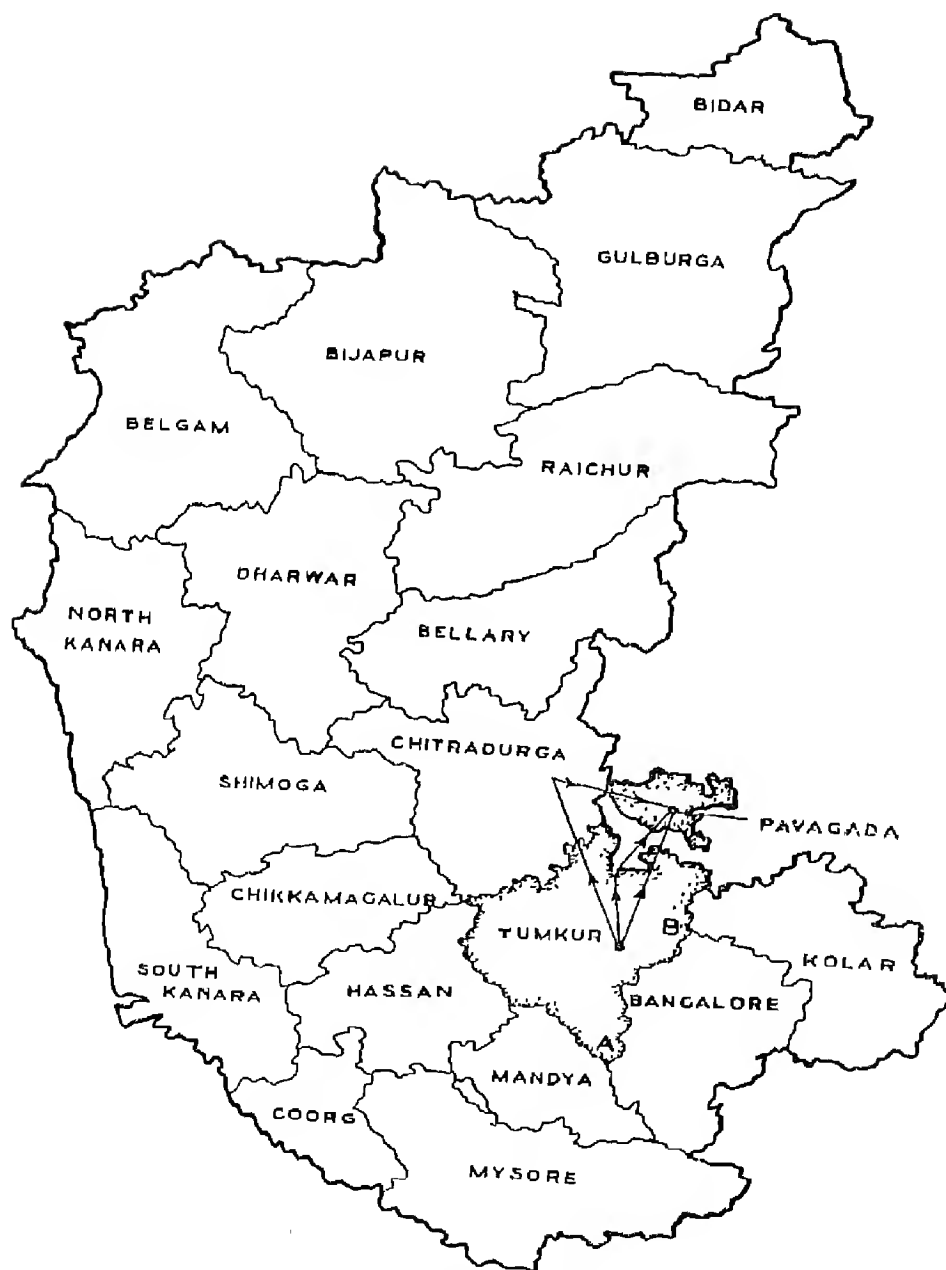 BIDAR
GULBURGA
BIJAPUR
BELGAM
RAICHUR
DHARWAR
NORTH
KANARA
BELLARY
CHITRADURGA
SHIMOGA
PAVAGADA
CHIKKAMAGALUR
TUMKUR
B
KOLAR
SOUTH
KANARA
HASSAN
BANGALORE
A
MANDYA
COORG
MYSORE